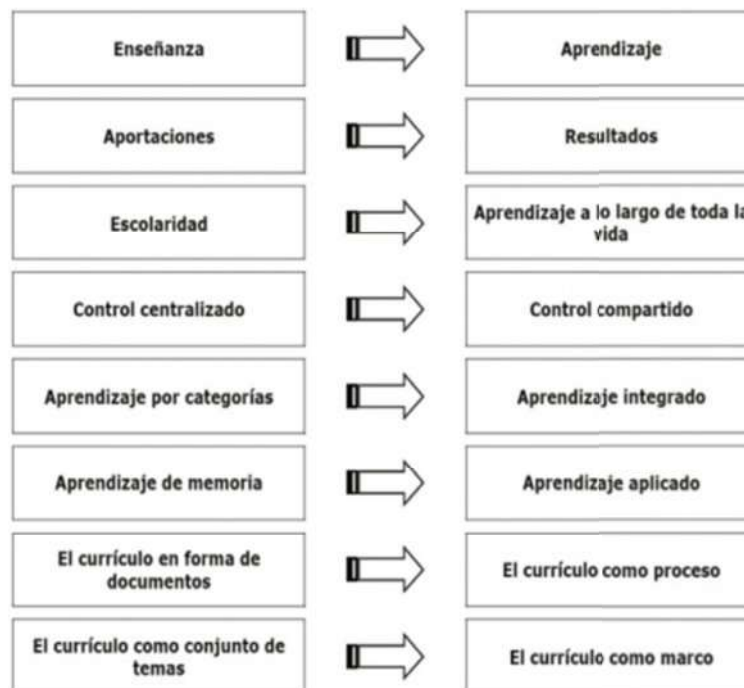 Enseñanza
Aprendizaje
Aportaciones
Resultados
Escolaridad
Aprendizaje a lo largo de toda la
vida
Control centralizado
Control compartido
Aprendizaje por categorías
Aprendizaje integrado
Aprendizaje de memoria
Aprendizaje aplicado
El currículo en forma de
documentos
El currículo como proceso
El currículo como conjunto de
temas
El currículo como marco